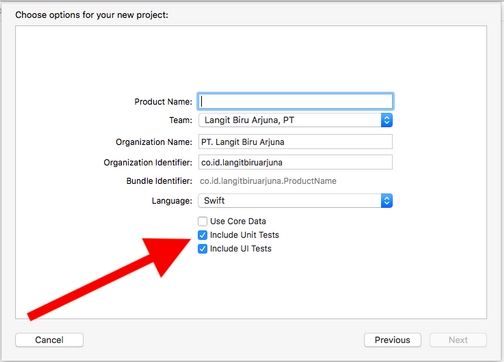 Choose options for your new project:
Product Name:
Team: Langit Biru Arjuna, PT
Organization Name: PT. Langit Biru Arjuna
Organization Identifier: co.id.langitbiruarjuna
Bundle Identifier: co.id.langitbiruarjuna.ProductName
Language: Swift
Use Core Data
Include Unit Tests
Include UI Tests
Cancel Previous Next